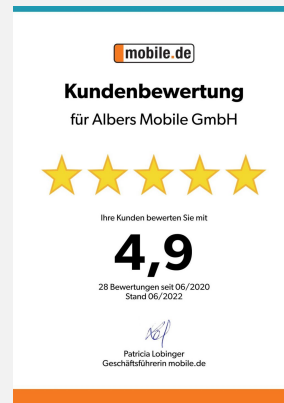 mobile.de
Kundenbewertung
für Albers Mobile GmbH
Ihre Kunden bewerten Sie mit
4,9
28 Bewertungen seit 06/2020
Stand 06/2022
Patricia Lobinger
Geschäftsführerin mobile.de